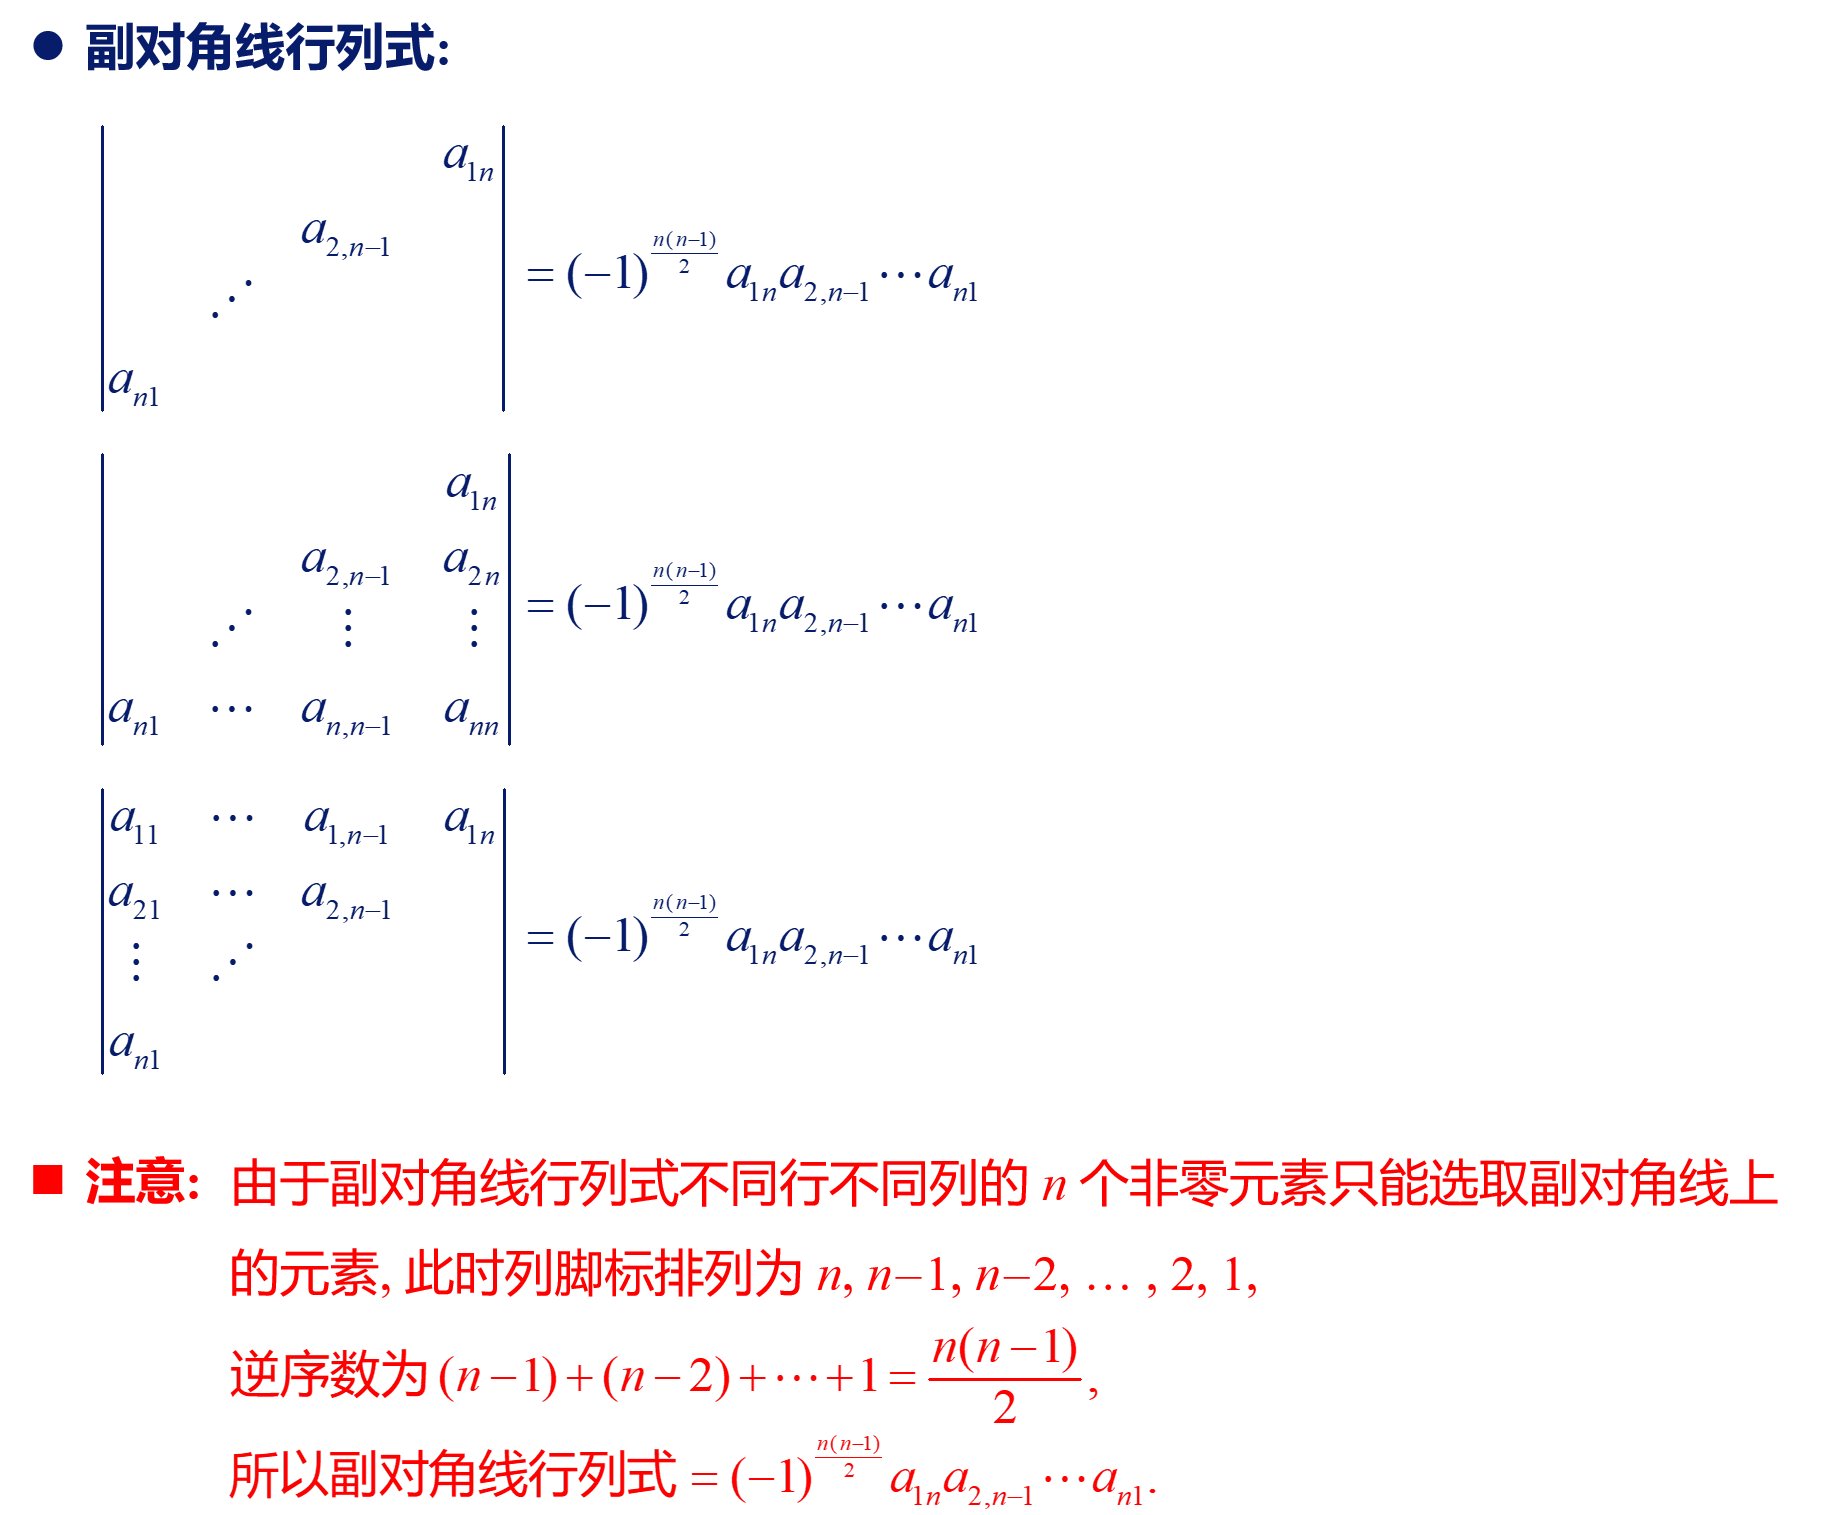 ● 副对角线行列式:
$\begin{vmatrix} & & & a_{1n} \\ & & a_{2,n-1} & \\ & ⋰ & & \\ a_{n1} & & & \end{vmatrix} = (-1)^{\frac{n(n-1)}{2}} a_{1n}a_{2,n-1}\cdots a_{n1}$
$\begin{vmatrix} & & & a_{1n} \\ & & a_{2,n-1} & a_{2n} \\ & ⋰ & \vdots & \vdots \\ a_{n1} & \cdots & a_{n,n-1} & a_{nn} \end{vmatrix} = (-1)^{\frac{n(n-1)}{2}} a_{1n}a_{2,n-1}\cdots a_{n1}$
$\begin{vmatrix} a_{11} & \cdots & a_{1,n-1} & a_{1n} \\ a_{21} & \cdots & a_{2,n-1} & \\ \vdots & ⋰ & & \\ a_{n1} & & & \end{vmatrix} = (-1)^{\frac{n(n-1)}{2}} a_{1n}a_{2,n-1}\cdots a_{n1}$
■ 注意: 由于副对角线行列式不同行不同列的 n 个非零元素只能选取副对角线上
的元素, 此时列脚标排列为 n, n−1, n−2, … , 2, 1,
逆序数为 $(n-1)+(n-2)+\cdots+1=\frac{n(n-1)}{2}$,
所以副对角线行列式 $= (-1)^{\frac{n(n-1)}{2}} a_{1n}a_{2,n-1}\cdots a_{n1}$.